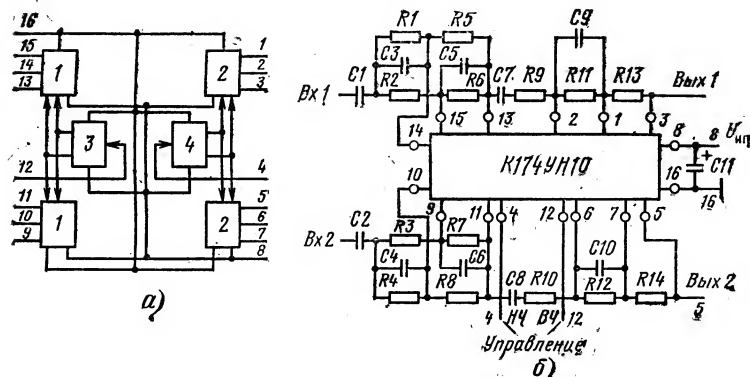 16
15
14
13
1
2
1
2
3
3
4
12
4
11
10
9
1
2
5
6
7
8
а)
R1
R5
C9
C3
C5
C1
R2
R6
C7
R9
R11
R13
Вх 1
Вых 1
15
13
2
1
3
14
8
8
Uип
К174УН10
C11
10
16
16
9
11
4
12
6
7
5
C2
R3
R7
Вх 2
C4
C6
C8
R10
C10
R12
R14
Вых 2
R4
R8
4
НЧ
ВЧ
12
5
Управление
б)